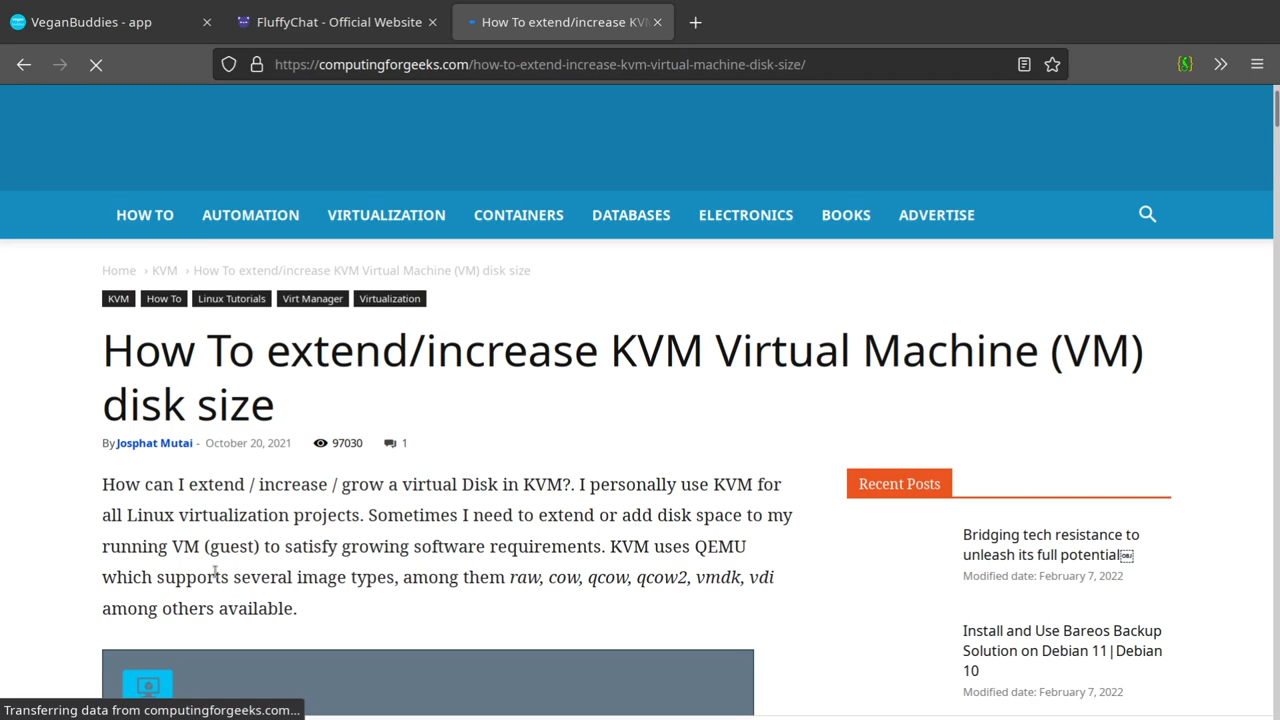 VeganBuddies - app
FluffyChat - Official Website
How To extend/increase KV
https://computingforgeeks.com/how-to-extend-increase-kvm-virtual-machine-disk-size/
HOW TO AUTOMATION VIRTUALIZATION CONTAINERS DATABASES ELECTRONICS BOOKS ADVERTISE
Home › KVM › How To extend/increase KVM Virtual Machine (VM) disk size
KVM How To Linux Tutorials Virt Manager Virtualization
How To extend/increase KVM Virtual Machine (VM)
disk size
By Josphat Mutai - October 20, 2021 97030 1
How can I extend / increase / grow a virtual Disk in KVM?. I personally use KVM for
all Linux virtualization projects. Sometimes I need to extend or add disk space to my
running VM (guest) to satisfy growing software requirements. KVM uses QEMU
which supports several image types, among them raw, cow, qcow, qcow2, vmdk, vdi
among others available.
Recent Posts
Bridging tech resistance to
unleash its full potential￼
Modified date: February 7, 2022
Install and Use Bareos Backup
Solution on Debian 11|Debian
10
Modified date: February 7, 2022
Transferring data from computingforgeeks.com...